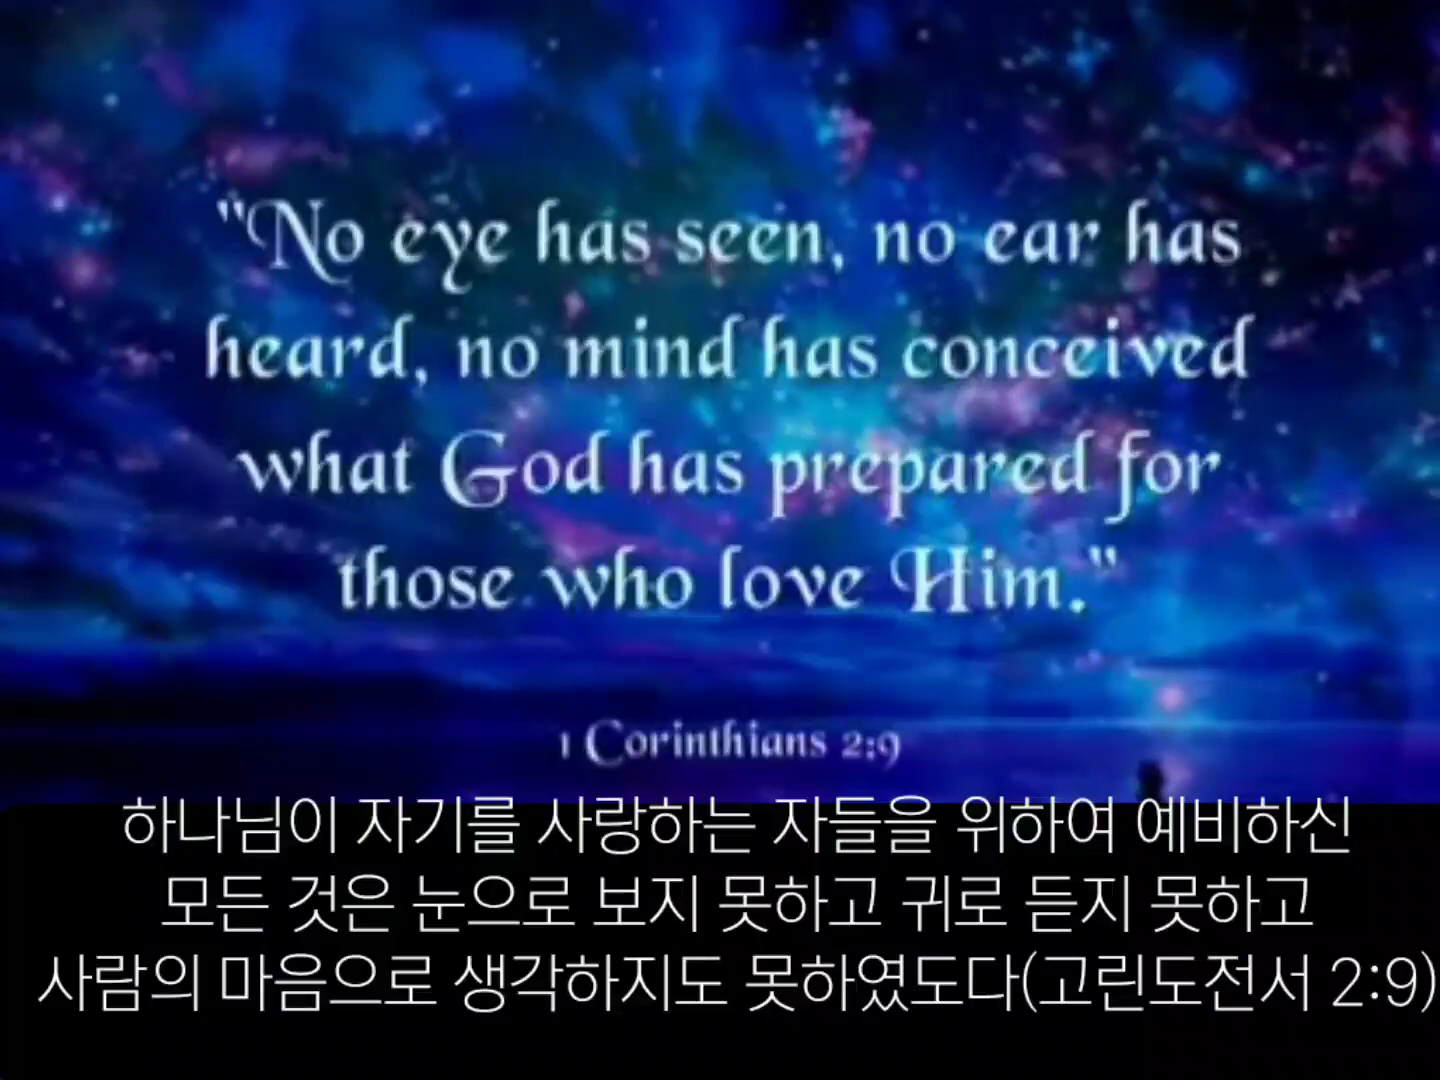 "No eye has seen, no ear has
heard, no mind has conceived
what God has prepared for
those who love Him."
1 Corinthians 2:9
하나님이 자기를 사랑하는 자들을 위하여 예비하신
모든 것은 눈으로 보지 못하고 귀로 듣지 못하고
사람의 마음으로 생각하지도 못하였도다(고린도전서 2:9)